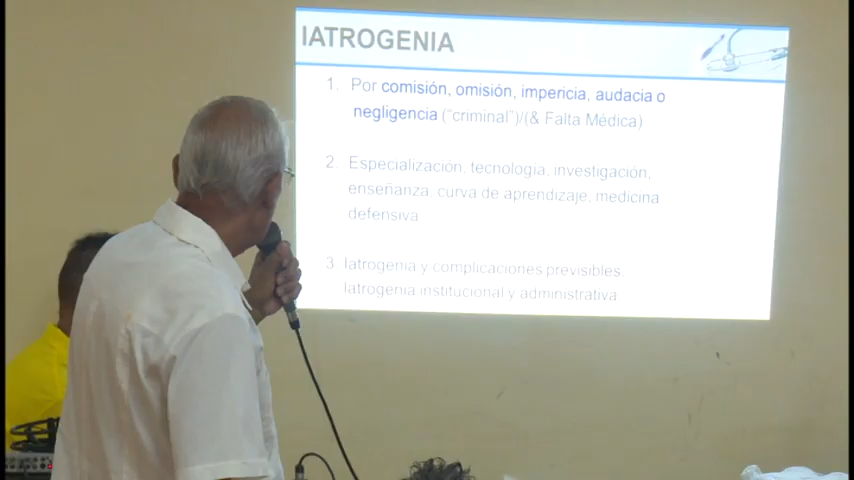 IATROGENIA
1. Por comisión, omisión, impericia, audacia o
negligencia ("criminal")/(& Falta Médica)
2. Especialización, tecnología, investigación,
enseñanza, curva de aprendizaje, medicina
defensiva
3 Iatrogenia y complicaciones previsibles.
Iatrogenia institucional y administrativa